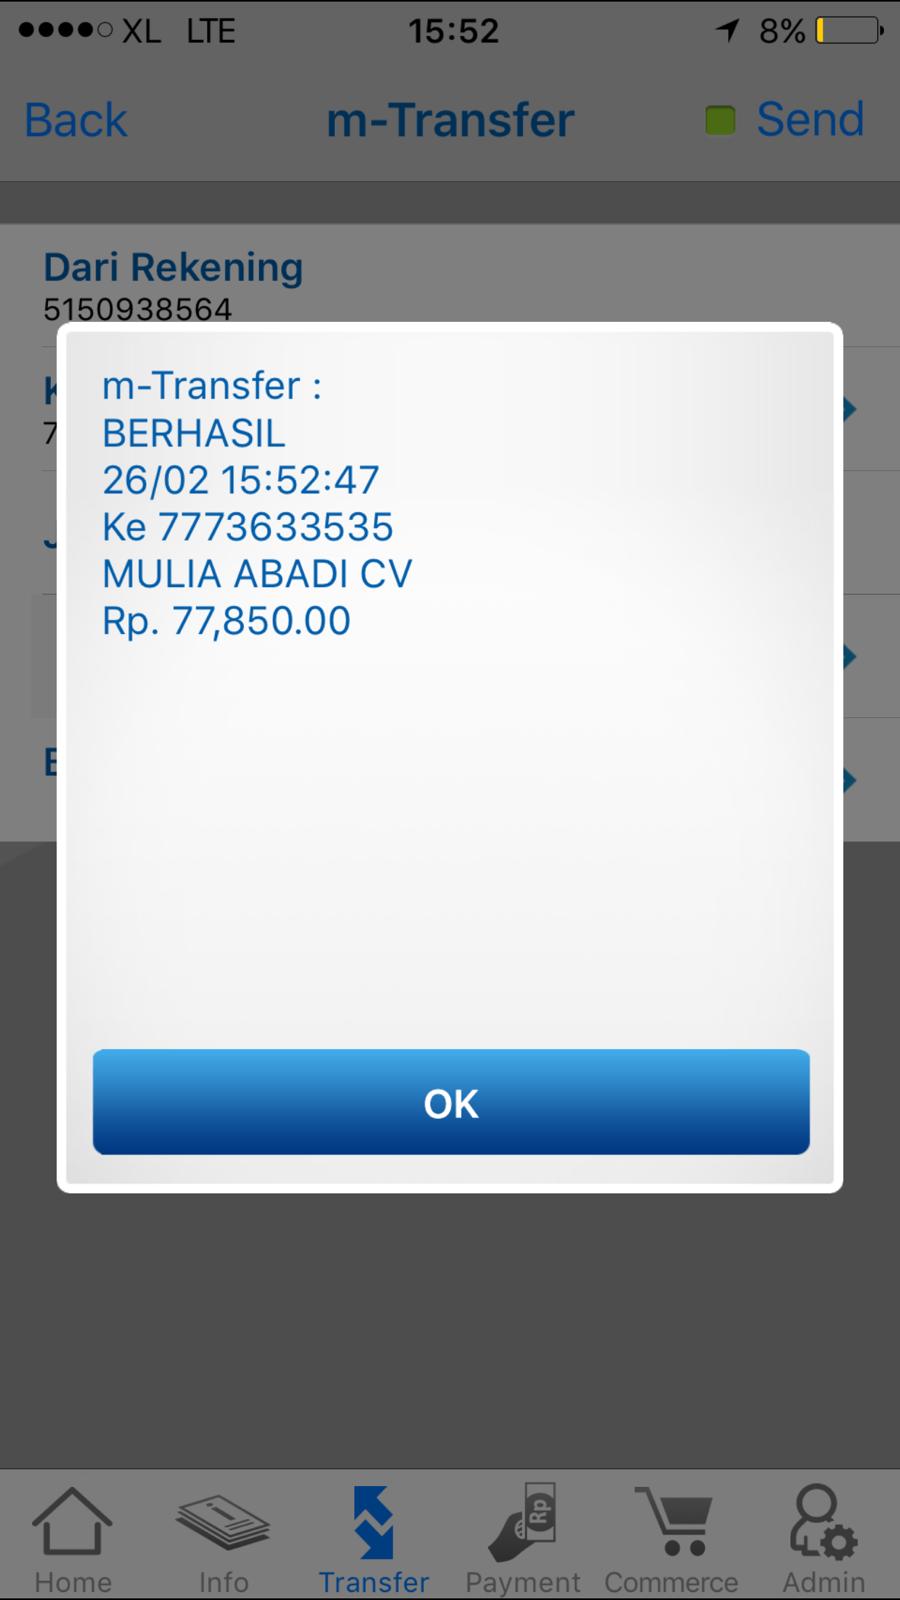 XL LTE 15:52 8%
Back m-Transfer Send
Dari Rekening
5150938564
m-Transfer :
BERHASIL
26/02 15:52:47
Ke 7773633535
MULIA ABADI CV
Rp. 77,850.00
OK
Rp
Home Info Transfer Payment Commerce Admin